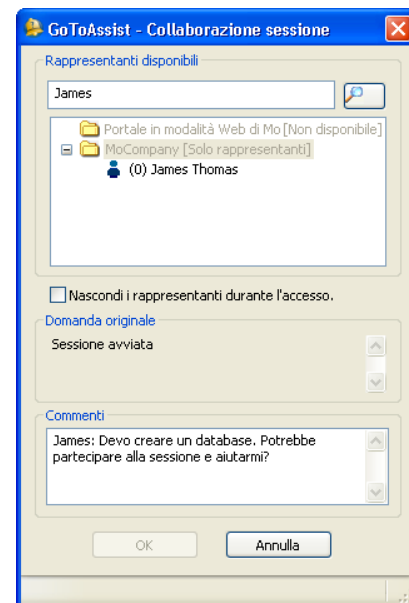 GoToAssist - Collaborazione sessione
Rappresentanti disponibili
James
Portale in modalità Web di Mo [Non disponibile]
MoCompany [Solo rappresentanti]
(0) James Thomas
Nascondi i rappresentanti durante l'accesso.
Domanda originale
Sessione avviata
Commenti
James: Devo creare un database. Potrebbe
partecipare alla sessione e aiutarmi?
OK
Annulla